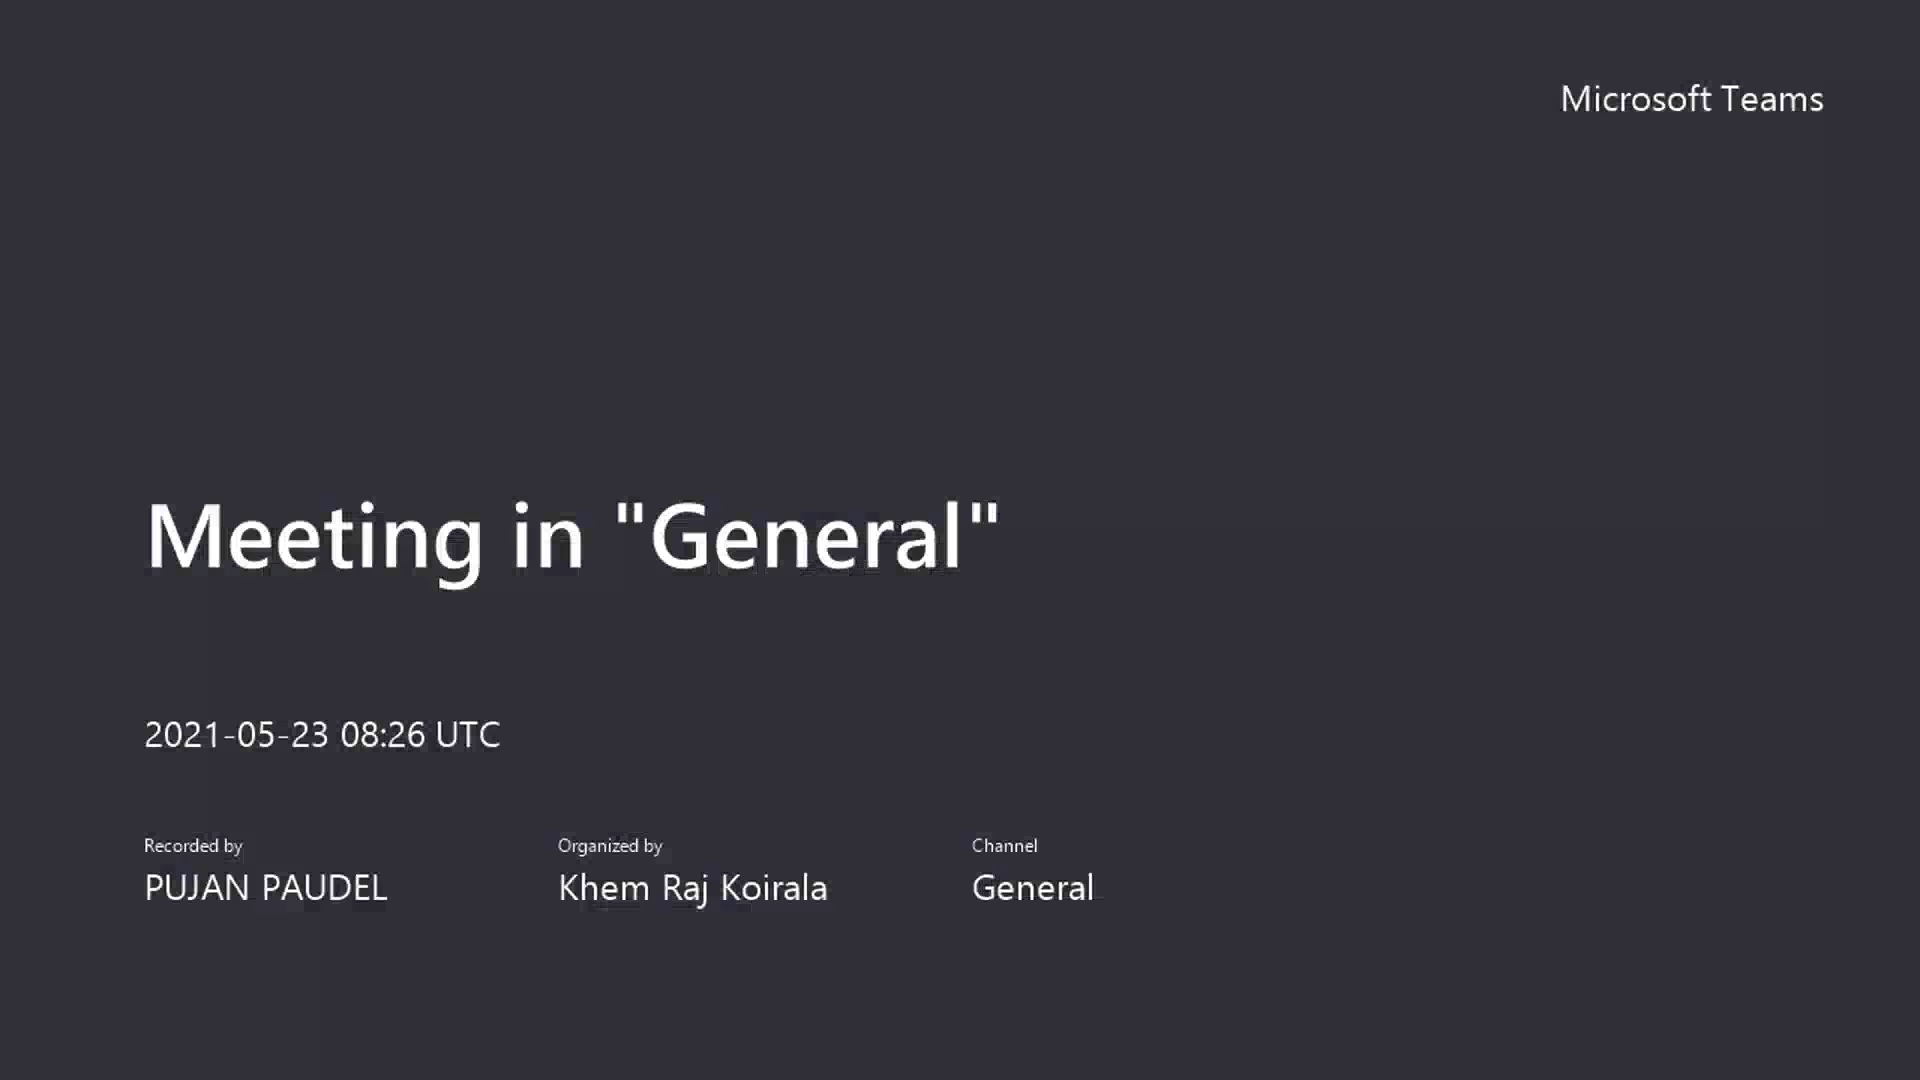 Microsoft Teams
Meeting in "General"
2021-05-23 08:26 UTC
Recorded by
PUJAN PAUDEL
Organized by
Khem Raj Koirala
Channel
General